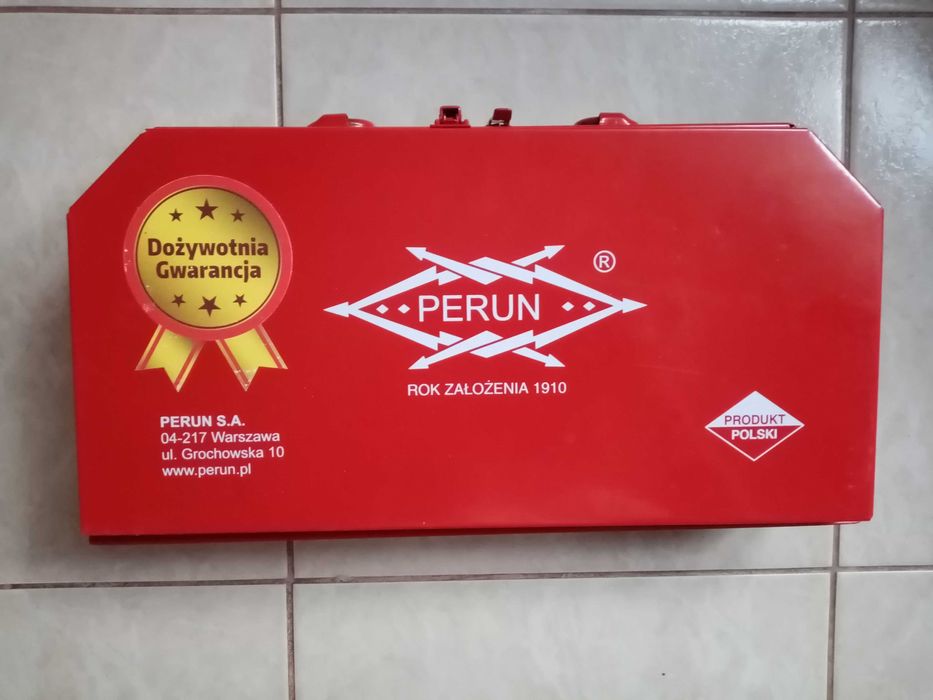 Dożywotnia
Gwarancja
PERUN
®
ROK ZAŁOŻENIA 1910
PERUN S.A.
04-217 Warszawa
ul. Grochowska 10
www.perun.pl
PRODUKT
POLSKI